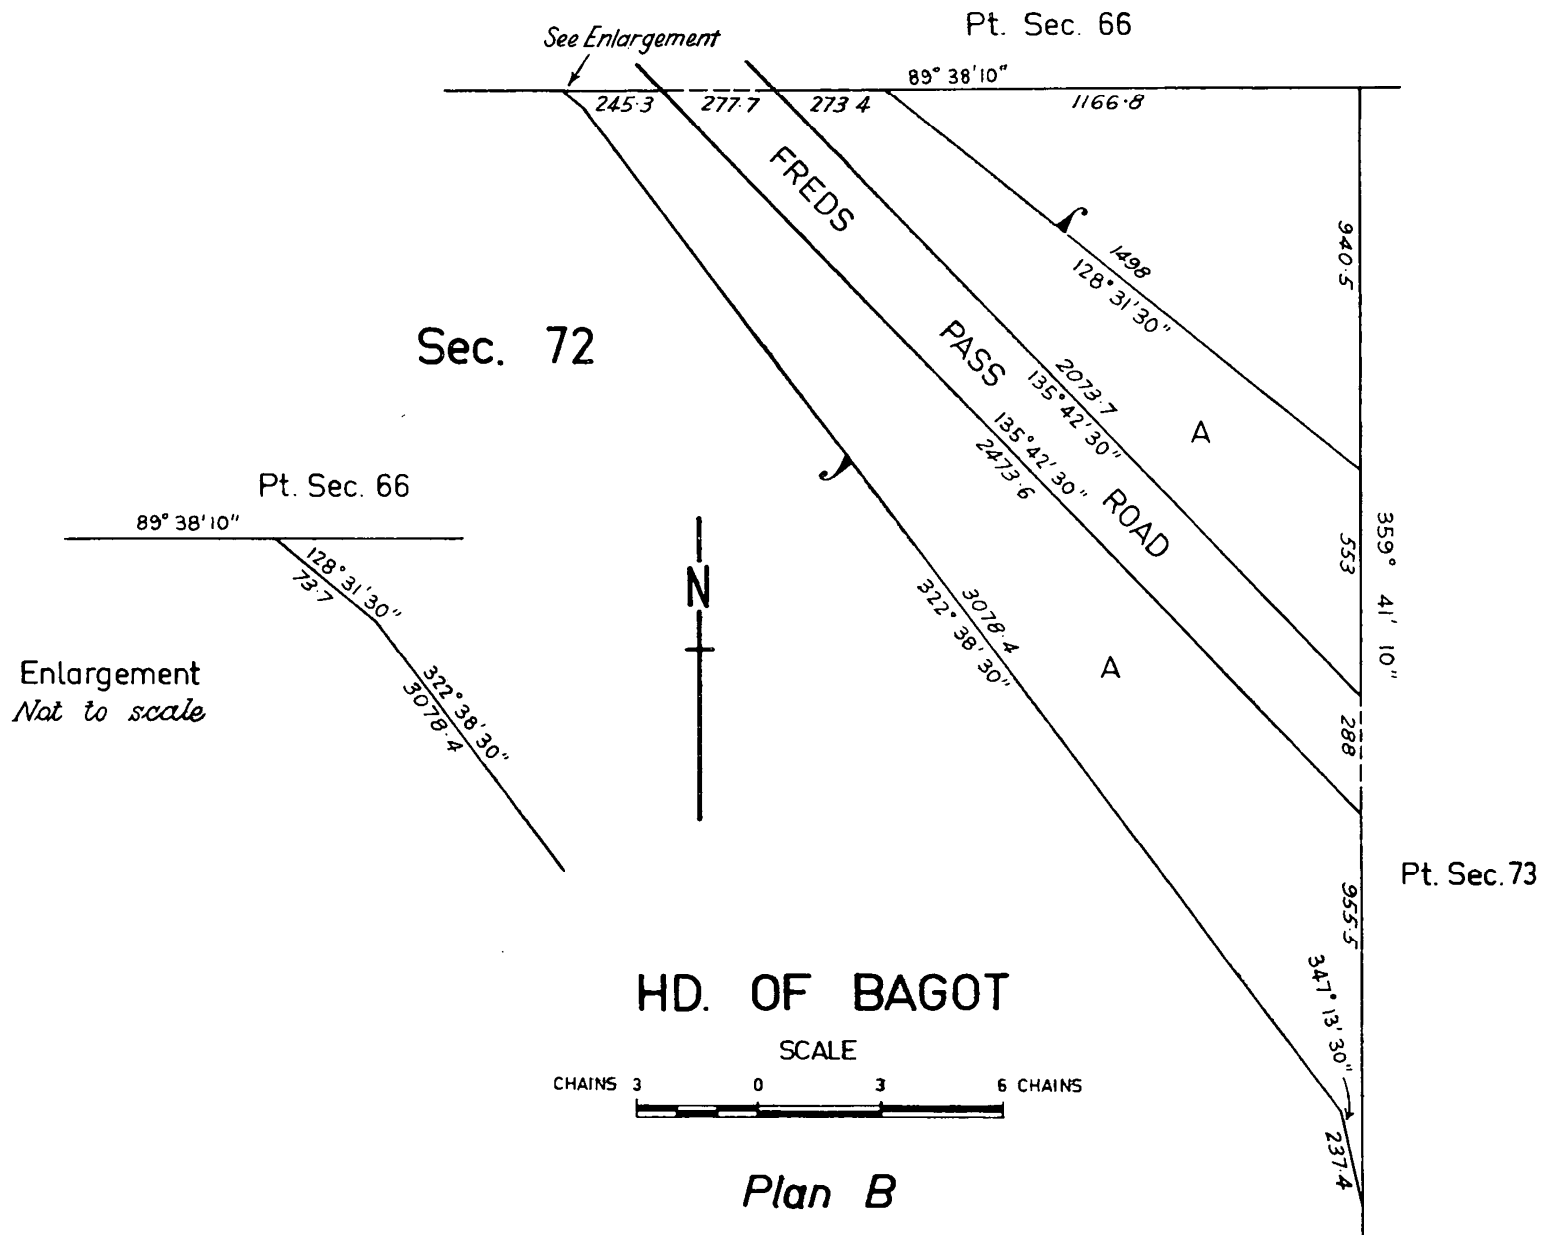 Pt. Sec. 66
See Enlargement
89° 38' 10"
245·3
277·7
273 4
1166·8
FREDS
PASS
ROAD
940·5
1498
128° 31' 30"
Sec. 72
2073·7
135° 42' 30"
135° 42' 30"
2473·6
A
Pt. Sec. 66
89° 38' 10"
128° 31' 30"
73·7
553
359° 41' 10"
N
3078·4
322° 38' 30"
A
Enlargement
Not to scale
322° 38' 30"
3078·4
288
Pt. Sec. 73
955·5
347° 13' 30"
HD. OF BAGOT
SCALE
CHAINS 3 0 3 6 CHAINS
237·4
Plan B